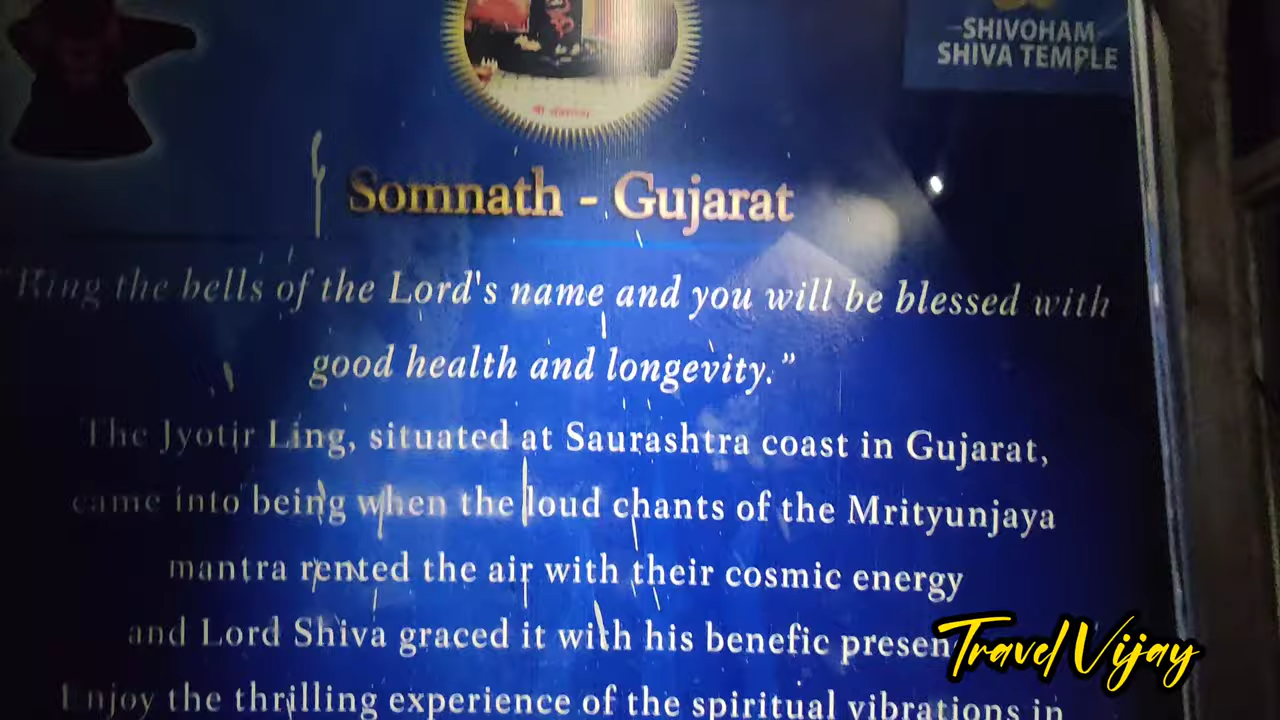 SHIVOHAM
SHIVA TEMPLE
Somnath - Gujarat
"Ring the bells of the Lord's name and you will be blessed with
good health and longevity.”
The Jyotir Ling, situated at Saurashtra coast in Gujarat,
came into being when the loud chants of the Mrityunjaya
mantra rented the air with their cosmic energy
and Lord Shiva graced it with his benefic presen
Enjoy the thrilling experience of the spiritual vibrations in
Travel Vijay